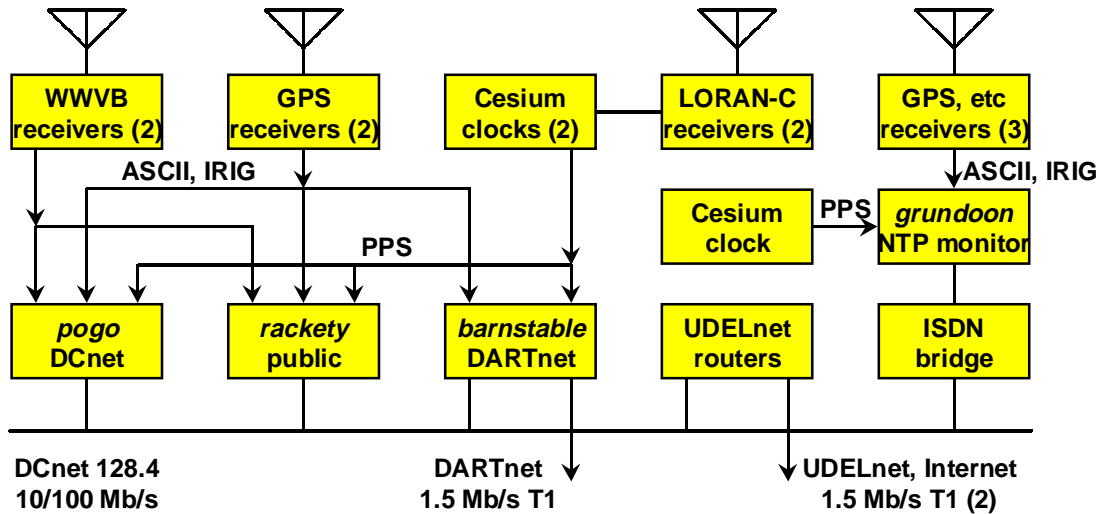 WWVB
receivers (2)
GPS
receivers (2)
Cesium
clocks (2)
LORAN-C
receivers (2)
GPS, etc
receivers (3)
ASCII, IRIG
ASCII, IRIG
Cesium
clock
PPS
grundoon
NTP monitor
PPS
pogo
DCnet
rackety
public
barnstable
DARTnet
UDELnet
routers
ISDN
bridge
DCnet 128.4
10/100 Mb/s
DARTnet
1.5 Mb/s T1
UDELnet, Internet
1.5 Mb/s T1 (2)